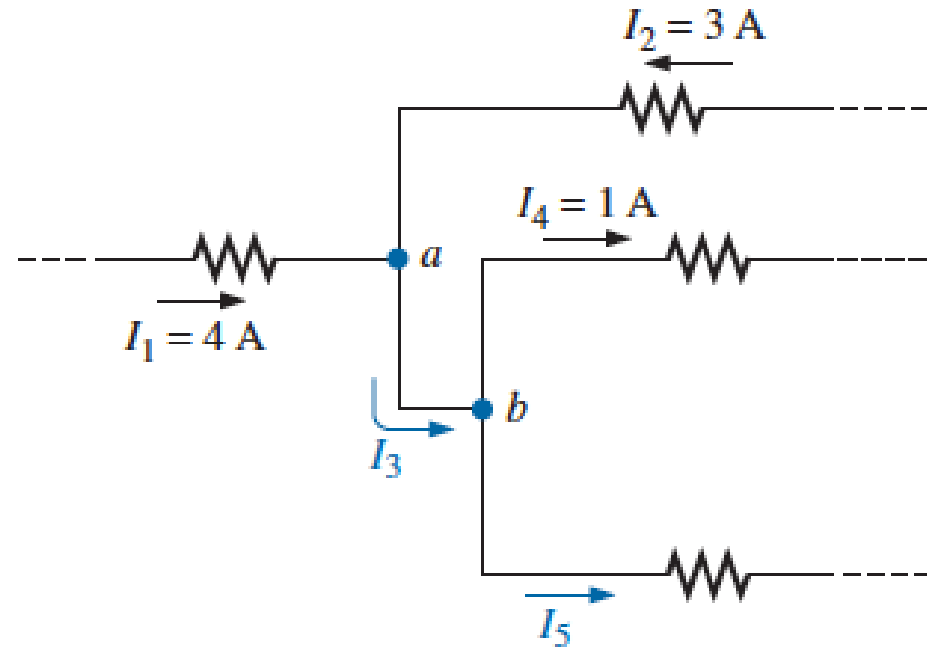 I₂ = 3 A
I₄ = 1 A
a
I₁ = 4 A
b
I₃
I₅